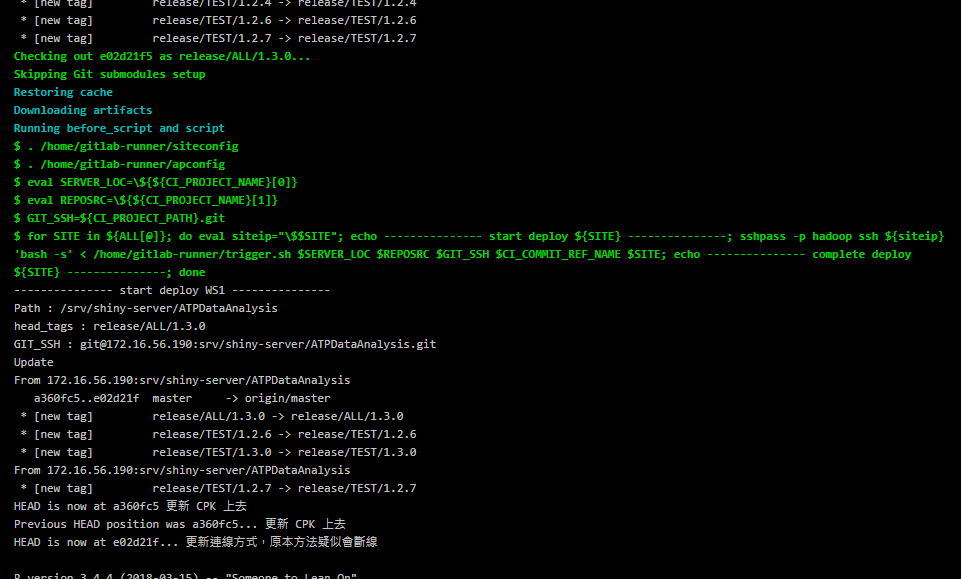 * [new tag]         release/TEST/1.2.4 -> release/TEST/1.2.4
* [new tag]         release/TEST/1.2.6 -> release/TEST/1.2.6
* [new tag]         release/TEST/1.2.7 -> release/TEST/1.2.7
Checking out e02d21f5 as release/ALL/1.3.0...
Skipping Git submodules setup
Restoring cache
Downloading artifacts
Running before_script and script
$ . /home/gitlab-runner/siteconfig
$ . /home/gitlab-runner/apconfig
$ eval SERVER_LOC=\${${CI_PROJECT_NAME}[0]}
$ eval REPOSRC=\${${CI_PROJECT_NAME}[1]}
$ GIT_SSH=${CI_PROJECT_PATH}.git
$ for SITE in ${ALL[@]}; do eval siteip="\$$SITE"; echo --------------- start deploy ${SITE} ---------------; sshpass -p hadoop ssh ${siteip}
'bash -s' < /home/gitlab-runner/trigger.sh $SERVER_LOC $REPOSRC $GIT_SSH $CI_COMMIT_REF_NAME $SITE; echo --------------- complete deploy
${SITE} ---------------; done
--------------- start deploy WS1 ---------------
Path : /srv/shiny-server/ATPDataAnalysis
head_tags : release/ALL/1.3.0
GIT_SSH : git@172.16.56.190:srv/shiny-server/ATPDataAnalysis.git
Update
From 172.16.56.190:srv/shiny-server/ATPDataAnalysis
   a360fc5..e02d21f  master     -> origin/master
* [new tag]         release/ALL/1.3.0 -> release/ALL/1.3.0
* [new tag]         release/TEST/1.2.6 -> release/TEST/1.2.6
* [new tag]         release/TEST/1.3.0 -> release/TEST/1.3.0
From 172.16.56.190:srv/shiny-server/ATPDataAnalysis
* [new tag]         release/TEST/1.2.7 -> release/TEST/1.2.7
HEAD is now at a360fc5 更新 CPK 上去
Previous HEAD position was a360fc5... 更新 CPK 上去
HEAD is now at e02d21f... 更新連線方式，原本方法疑似會斷線
R version 3.4.4 (2018-03-15) -- "Someone to Lean On"